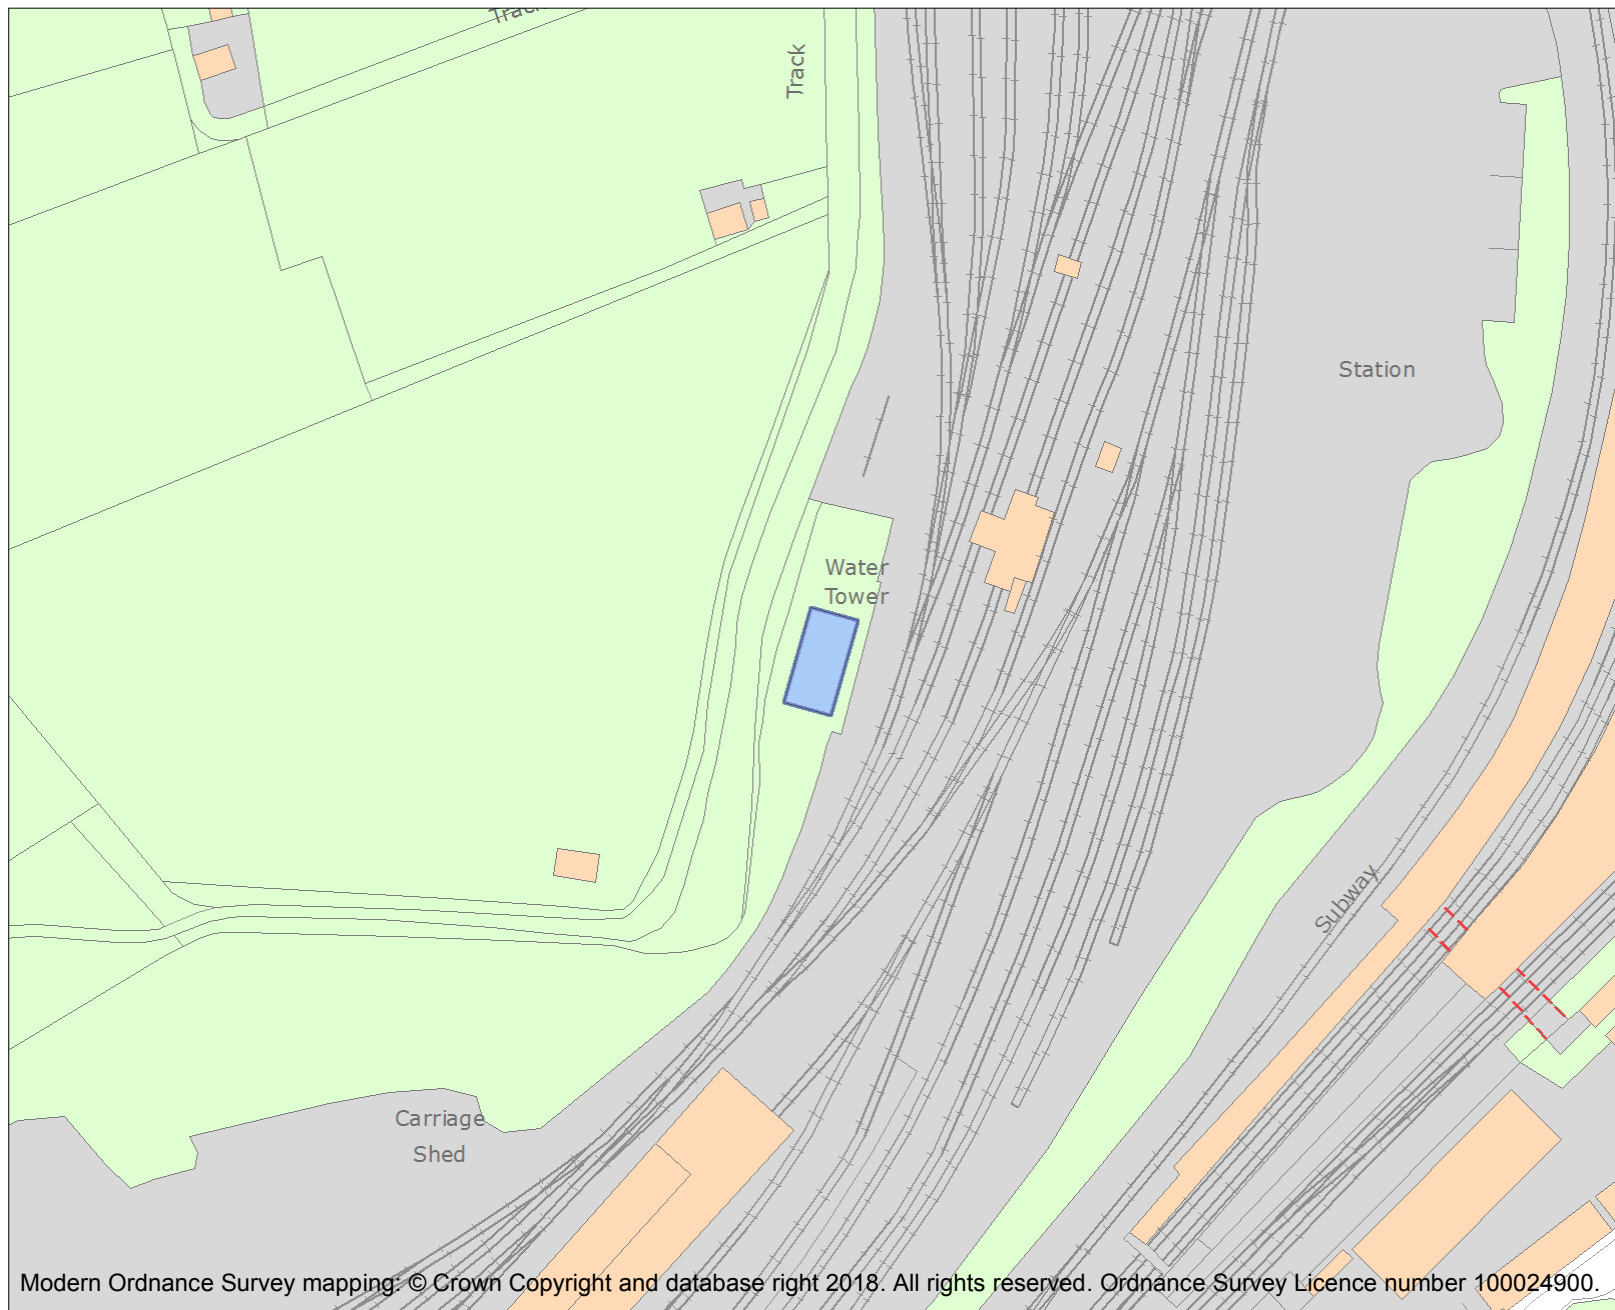 Track
Track
Station
Water
Tower
Subway
Carriage
Shed
Modern Ordnance Survey mapping: © Crown Copyright and database right 2018. All rights reserved. Ordnance Survey Licence number 100024900.